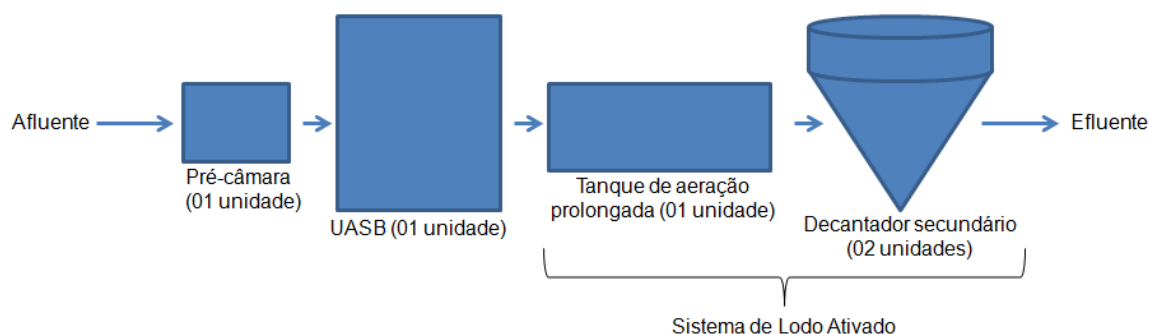 Afluente
Pré-câmara
(01 unidade)
UASB (01 unidade)
Tanque de aeração
prolongada (01 unidade)
Decantador secundário
(02 unidades)
Efluente
Sistema de Lodo Ativado